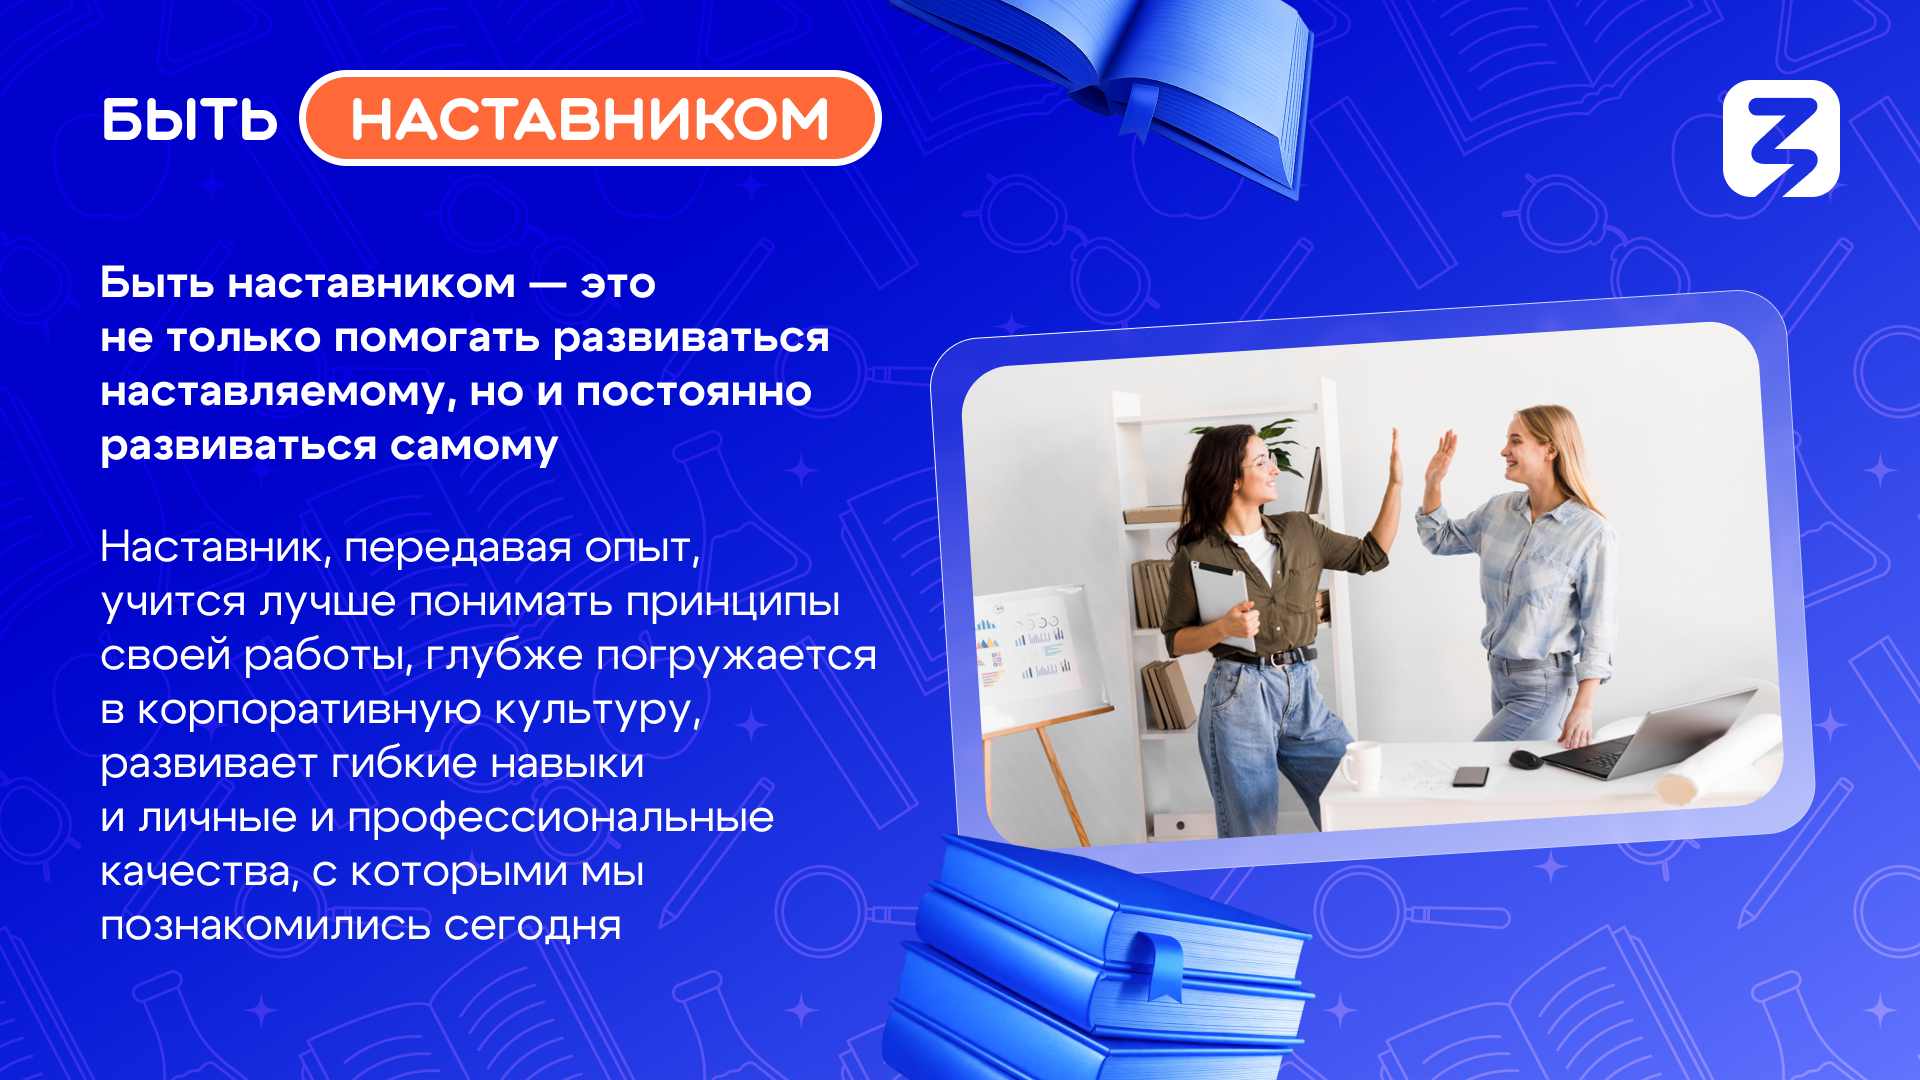 БЫТЬ НАСТАВНИКОМ
Быть наставником — это
не только помогать развиваться
наставляемому, но и постоянно
развиваться самому
Наставник, передавая опыт,
учится лучше понимать принципы
своей работы, глубже погружается
в корпоративную культуру,
развивает гибкие навыки
и личные и профессиональные
качества, с которыми мы
познакомились сегодня